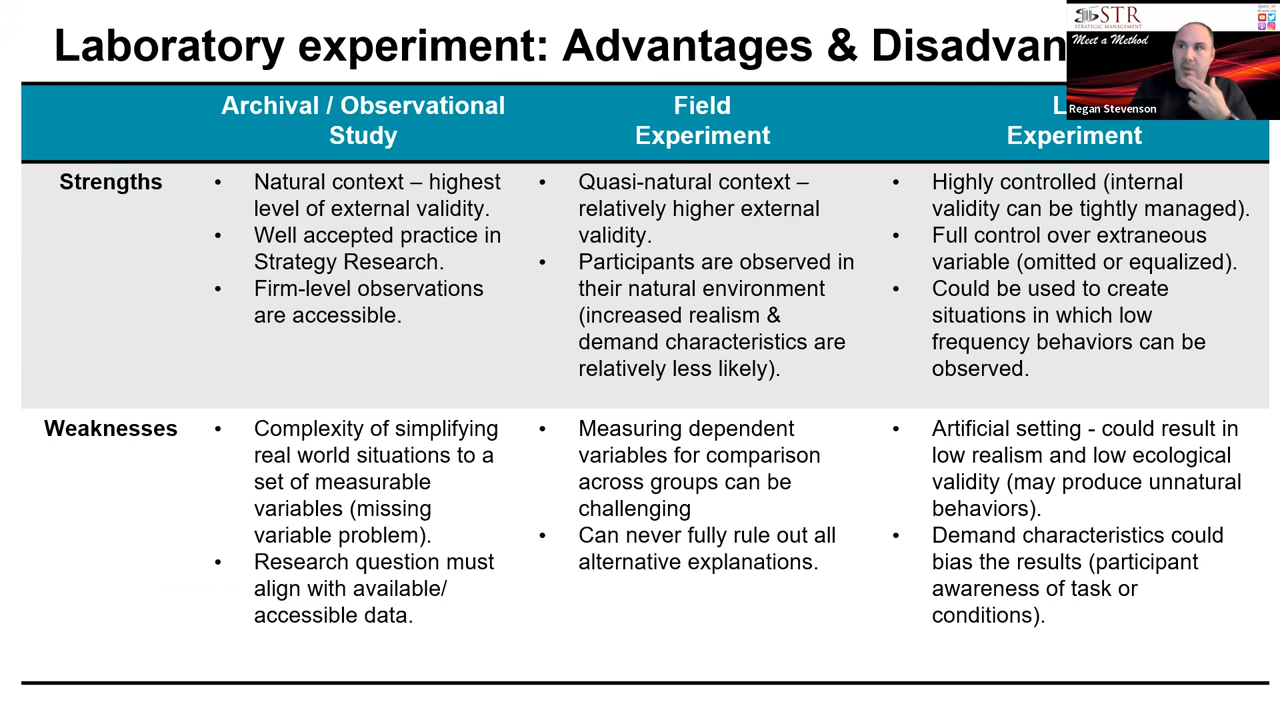 Laboratory experiment: Advantages & Disadvan
STR
STRATEGIC MANAGEMENT
Meet a Method
Regan Stevenson
Archival / Observational
Study
Field
Experiment
L
Experiment
Strengths
• Natural context – highest
level of external validity.
• Well accepted practice in
Strategy Research.
• Firm-level observations
are accessible.
• Quasi-natural context –
relatively higher external
validity.
• Participants are observed in
their natural environment
(increased realism &
demand characteristics are
relatively less likely).
• Highly controlled (internal
validity can be tightly managed).
• Full control over extraneous
variable (omitted or equalized).
• Could be used to create
situations in which low
frequency behaviors can be
observed.
Weaknesses
• Complexity of simplifying
real world situations to a
set of measurable
variables (missing
variable problem).
• Research question must
align with available/
accessible data.
• Measuring dependent
variables for comparison
across groups can be
challenging
• Can never fully rule out all
alternative explanations.
• Artificial setting - could result in
low realism and low ecological
validity (may produce unnatural
behaviors).
• Demand characteristics could
bias the results (participant
awareness of task or
conditions).